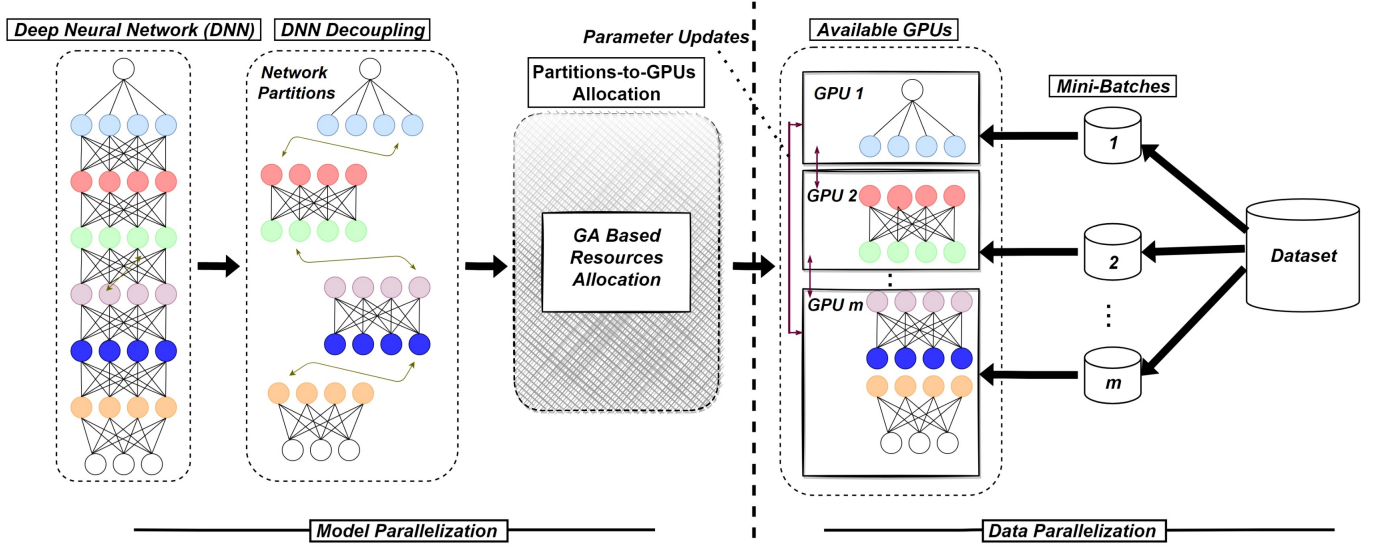 Deep Neural Network (DNN)
DNN Decoupling
Network
Partitions
Partitions-to-GPUs
Allocation
GA Based
Resources
Allocation
Parameter Updates
Available GPUs
GPU 1
GPU 2
GPU m
Mini-Batches
1
2
m
Dataset
Model Parallelization
Data Parallelization